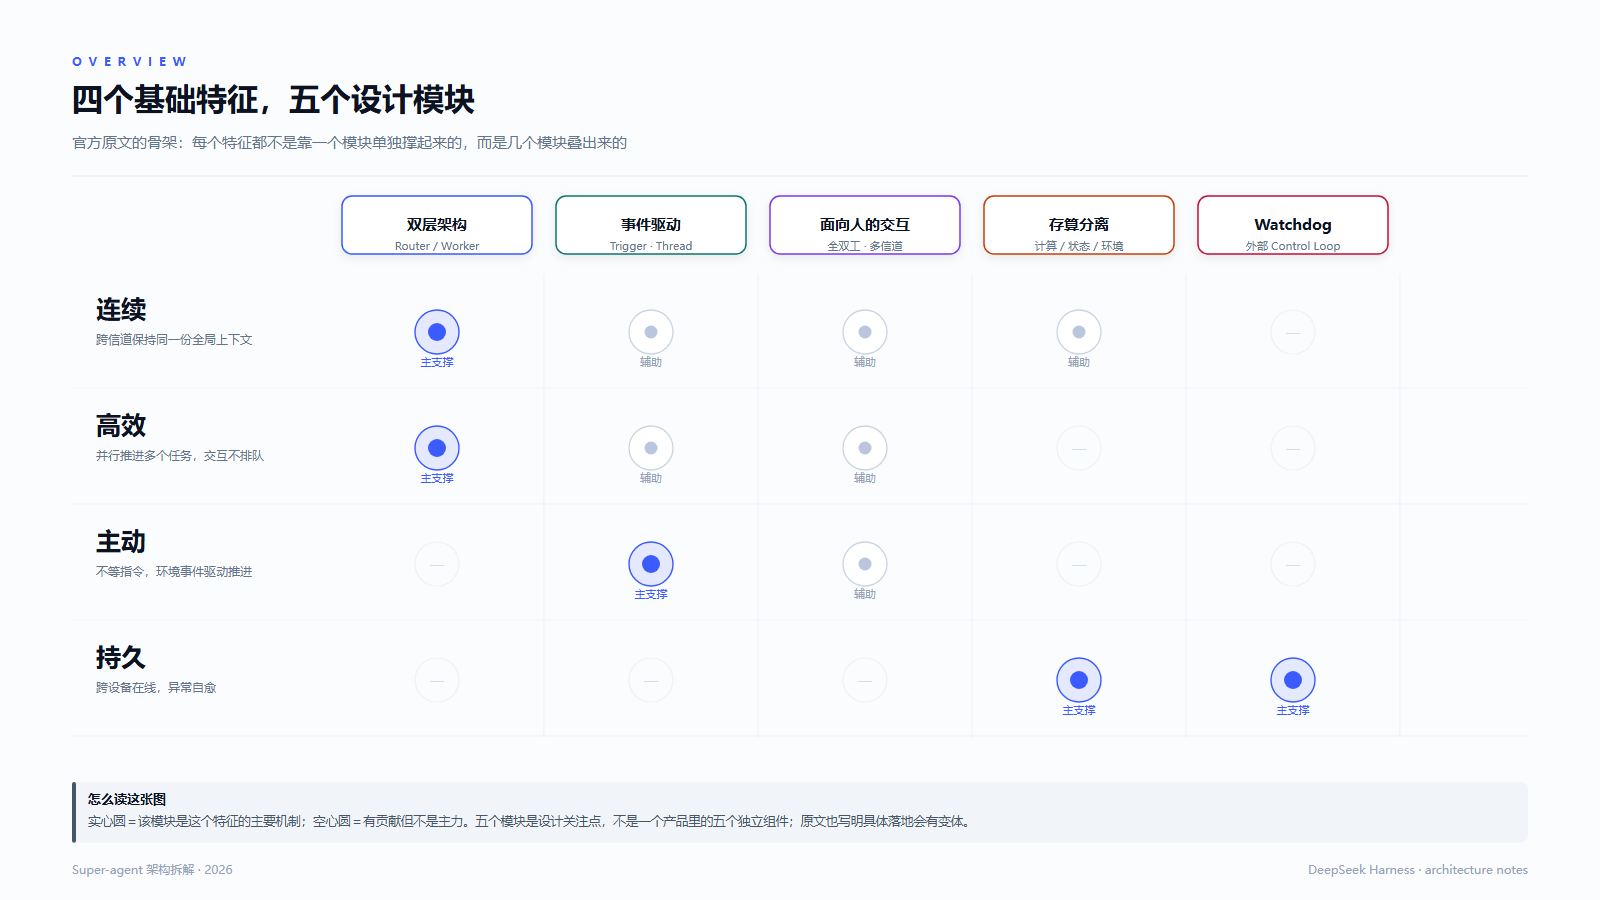 OVERVIEW
四个基础特征，五个设计模块
官方原文的骨架：每个特征都不是靠一个模块单独撑起来的，而是几个模块叠出来的
双层架构
Router / Worker
事件驱动
Trigger · Thread
面向人的交互
全双工 · 多信道
存算分离
计算 / 状态 / 环境
Watchdog
外部 Control Loop
连续
跨信道保持同一份全局上下文
主支撑
辅助
辅助
辅助
—
高效
并行推进多个任务，交互不排队
主支撑
辅助
辅助
—
—
主动
不等指令，环境事件驱动推进
—
主支撑
辅助
—
—
持久
跨设备在线，异常自愈
—
—
—
主支撑
主支撑
怎么读这张图
实心圆＝该模块是这个特征的主要机制；空心圆＝有贡献但不是主力。五个模块是设计关注点，不是一个产品里的五个独立组件；原文也写明具体落地会有变体。
Super-agent 架构拆解 · 2026
DeepSeek Harness · architecture notes